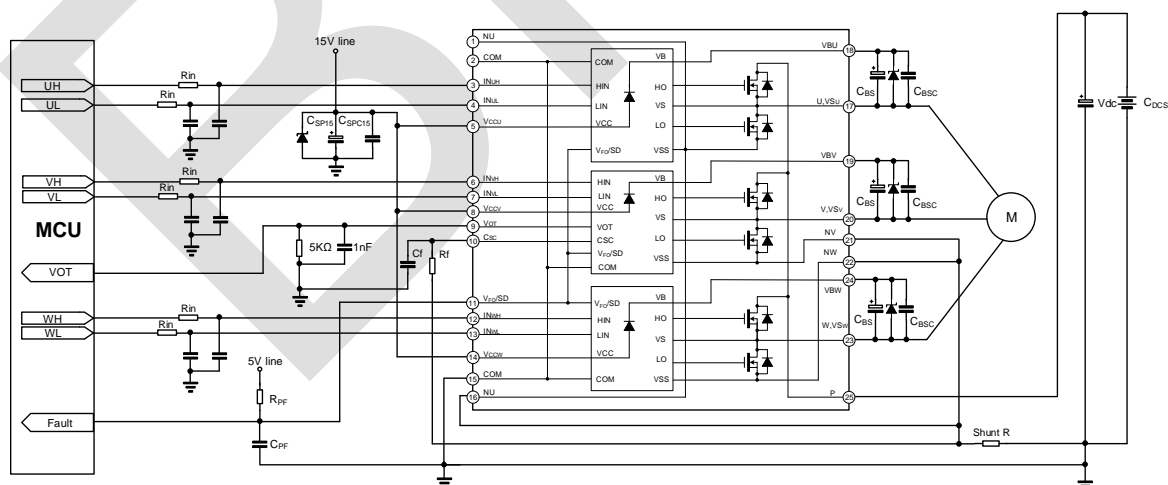 MCU
UH
UL
VH
VL
VOT
WH
WL
Fault
Rin
Rin
Rin
Rin
Rin
Rin
15V line
CSP15
CSPC15
5KΩ
1nF
Cf
Rf
5V line
RPF
CPF
1 NU
2 COM
3 INUH
4 INUL
5 VCCU
6 INVH
7 INVL
8 VCCV
9 VOT
10 CSC
11 VFO/SD
12 INWH
13 INWL
14 VCCW
15 COM
16 NU
COM
HIN
LIN
VCC
VFO/SD
VB
HO
VS
LO
VSS
HIN
LIN
VCC
VOT
CSC
VFO/SD
COM
VB
HO
VS
LO
VSS
VFO/SD
HIN
LIN
VCC
COM
VB
HO
VS
LO
VSS
VBU 18
U,VSU 17
VBV 19
V,VSV 20
NV 21
NW 22
VBW 24
W,VSW 23
P 25
CBS
CBSC
CBS
CBSC
CBS
CBSC
M
Vdc
CDCS
Shunt R